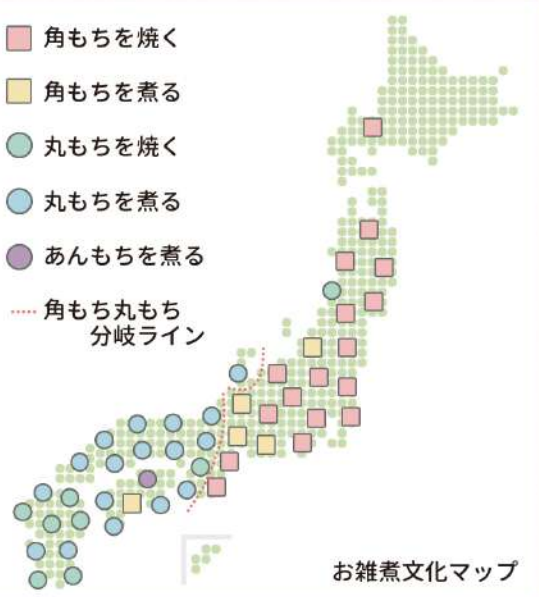 角もちを焼く
角もちを煮る
丸もちを焼く
丸もちを煮る
あんもちを煮る
角もち丸もち
分岐ライン
お雑煮文化マップ